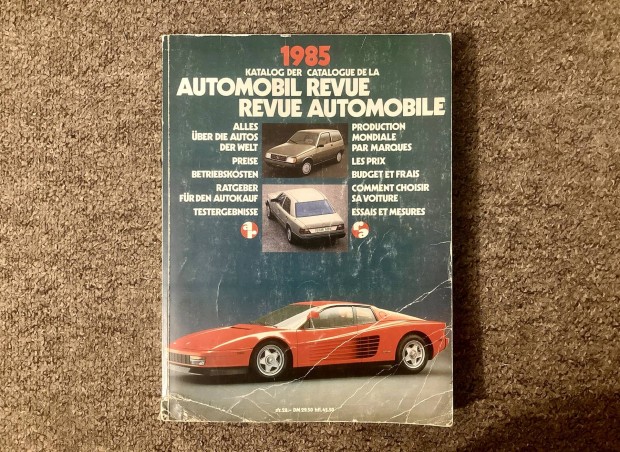 1985
KATALOG DER CATALOGUE DE LA
AUTOMOBIL REVUE
REVUE AUTOMOBILE
ALLES
ÜBER DIE AUTOS
DER WELT
PREISE
BETRIEBSKOSTEN
RATGEBER
FÜR DEN AUTOKAUF
TESTERGEBNISSE
PRODUCTION
MONDIALE
PAR MARQUES
LES PRIX
BUDGET ET FRAIS
COMMENT CHOISIR
SA VOITURE
ESSAIS ET MESURES